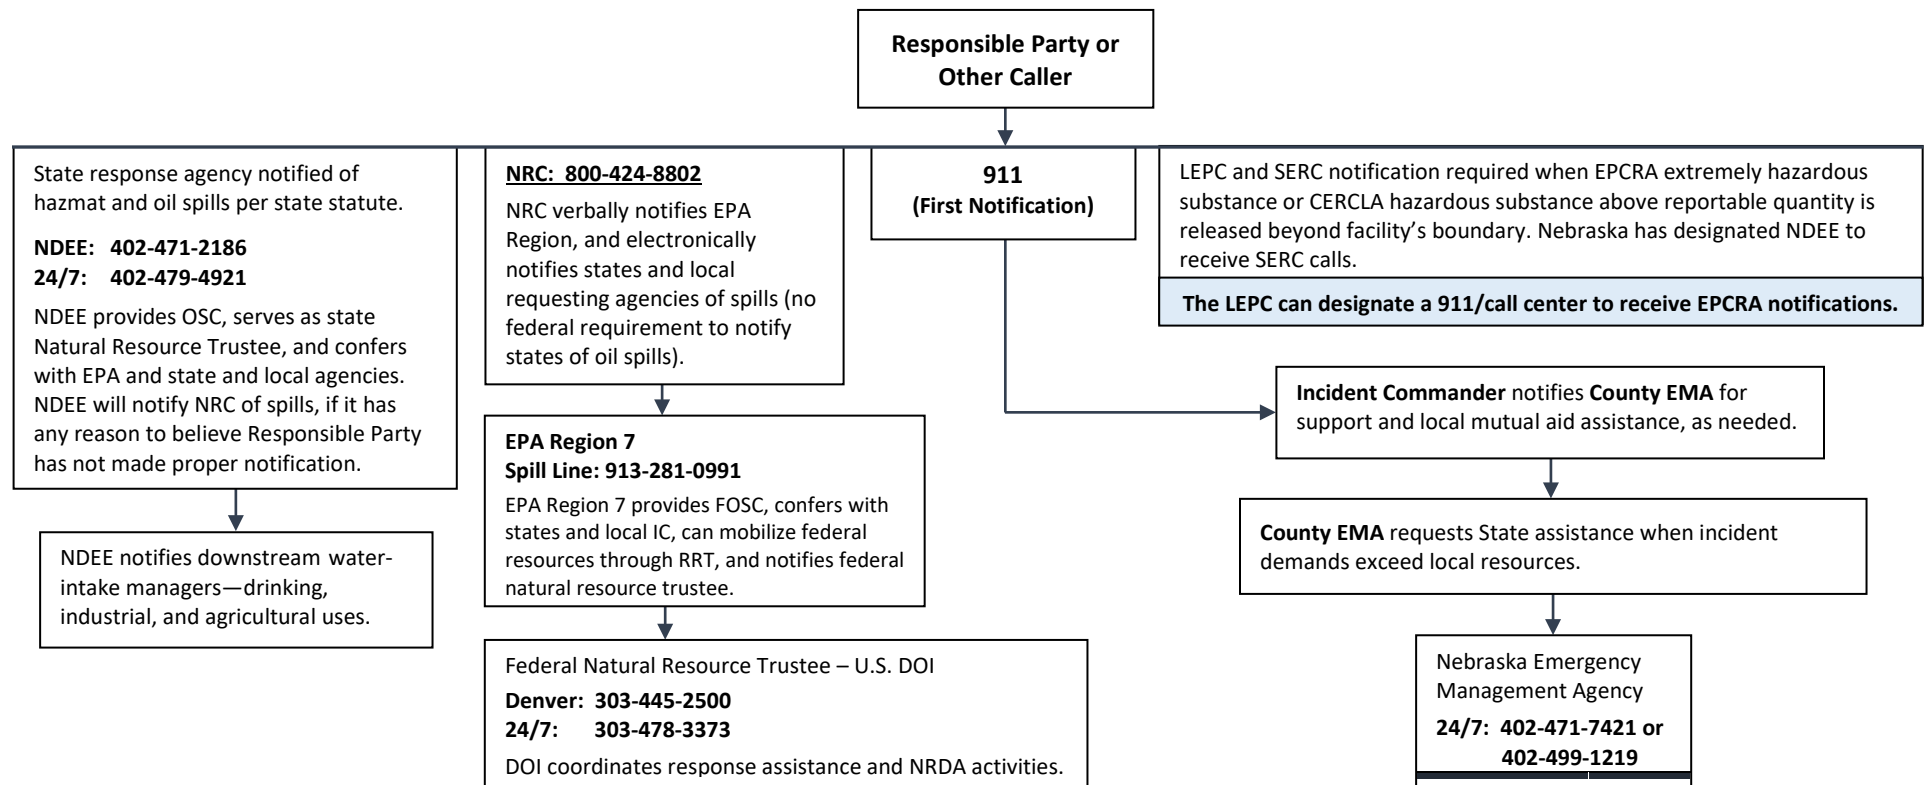 Responsible Party or
Other Caller
State response agency notified of
hazmat and oil spills per state statute.
NDEE: 402-471-2186
24/7: 402-479-4921
NDEE provides OSC, serves as state
Natural Resource Trustee, and confers
with EPA and state and local agencies.
NDEE will notify NRC of spills, if it has
any reason to believe Responsible Party
has not made proper notification.
NDEE notifies downstream water-
intake managers—drinking,
industrial, and agricultural uses.
NRC: 800-424-8802
NRC verbally notifies EPA
Region, and electronically
notifies states and local
requesting agencies of spills (no
federal requirement to notify
states of oil spills).
EPA Region 7
Spill Line: 913-281-0991
EPA Region 7 provides FOSC, confers with
states and local IC, can mobilize federal
resources through RRT, and notifies federal
natural resource trustee.
Federal Natural Resource Trustee – U.S. DOI
Denver: 303-445-2500
24/7: 303-478-3373
DOI coordinates response assistance and NRDA activities.
911
(First Notification)
LEPC and SERC notification required when EPCRA extremely hazardous
substance or CERCLA hazardous substance above reportable quantity is
released beyond facility’s boundary. Nebraska has designated NDEE to
receive SERC calls.
The LEPC can designate a 911/call center to receive EPCRA notifications.
Incident Commander notifies County EMA for
support and local mutual aid assistance, as needed.
County EMA requests State assistance when incident
demands exceed local resources.
Nebraska Emergency
Management Agency
24/7: 402-471-7421 or
402-499-1219